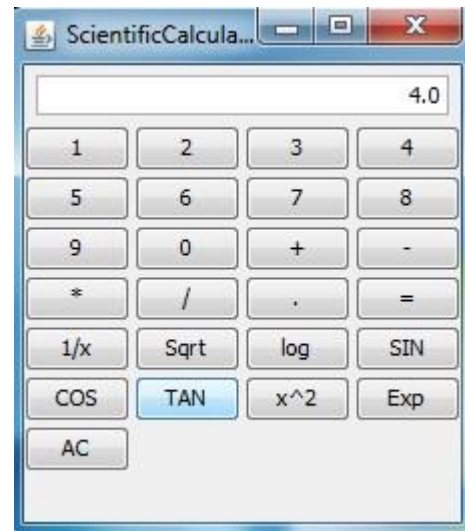 ScientificCalcula...
4.0
1 2 3 4
5 6 7 8
9 0 + -
* / . =
1/x Sqrt log SIN
COS TAN x^2 Exp
AC